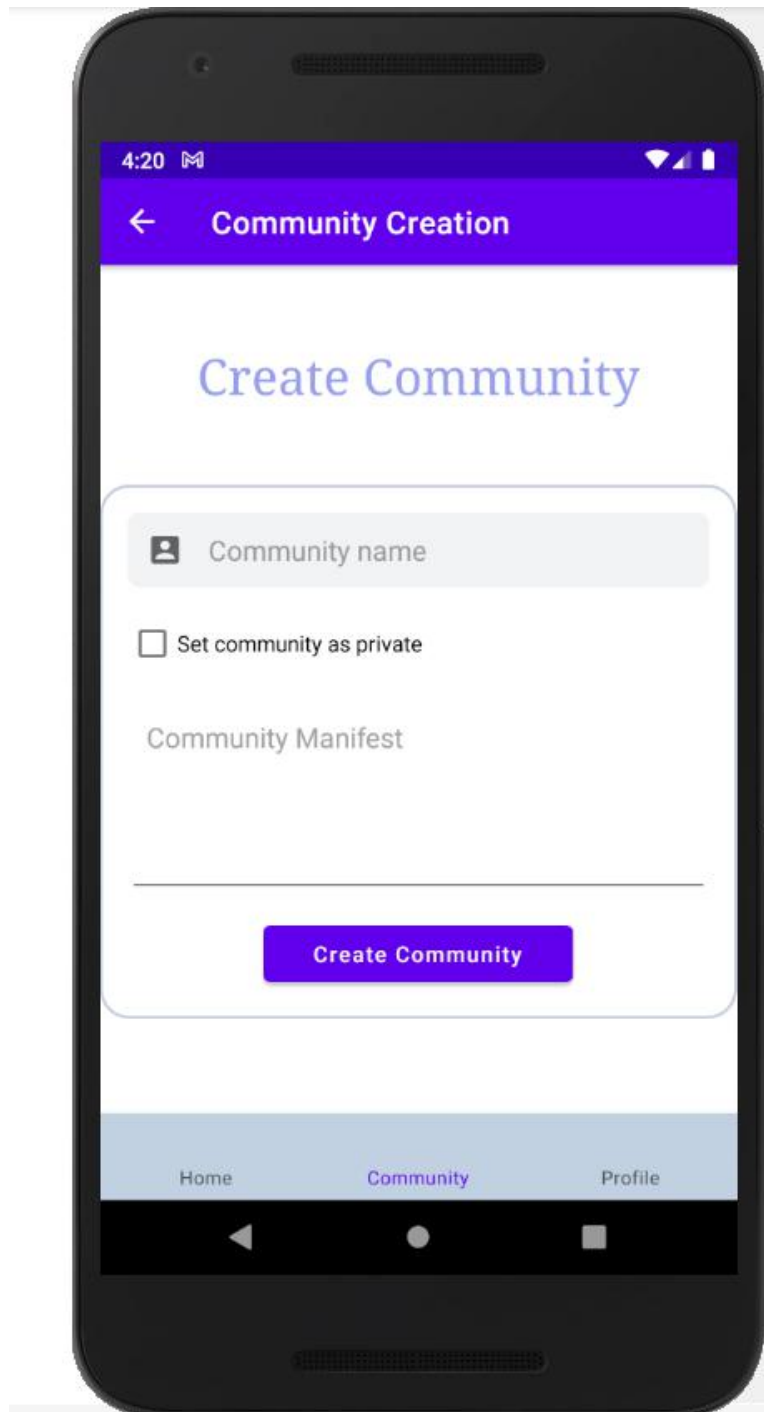 4:20
Community Creation
Create Community
Community name
Set community as private
Community Manifest
Create Community
Home Community Profile